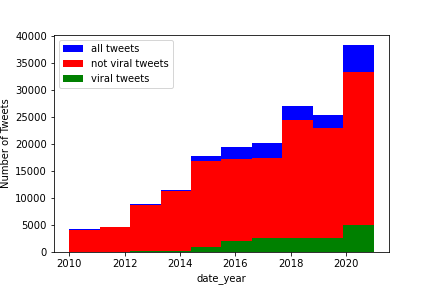 40000
35000
30000
25000
20000
15000
10000
5000
0
Number of Tweets
all tweets
not viral tweets
viral tweets
2010 2012 2014 2016 2018 2020
date_year